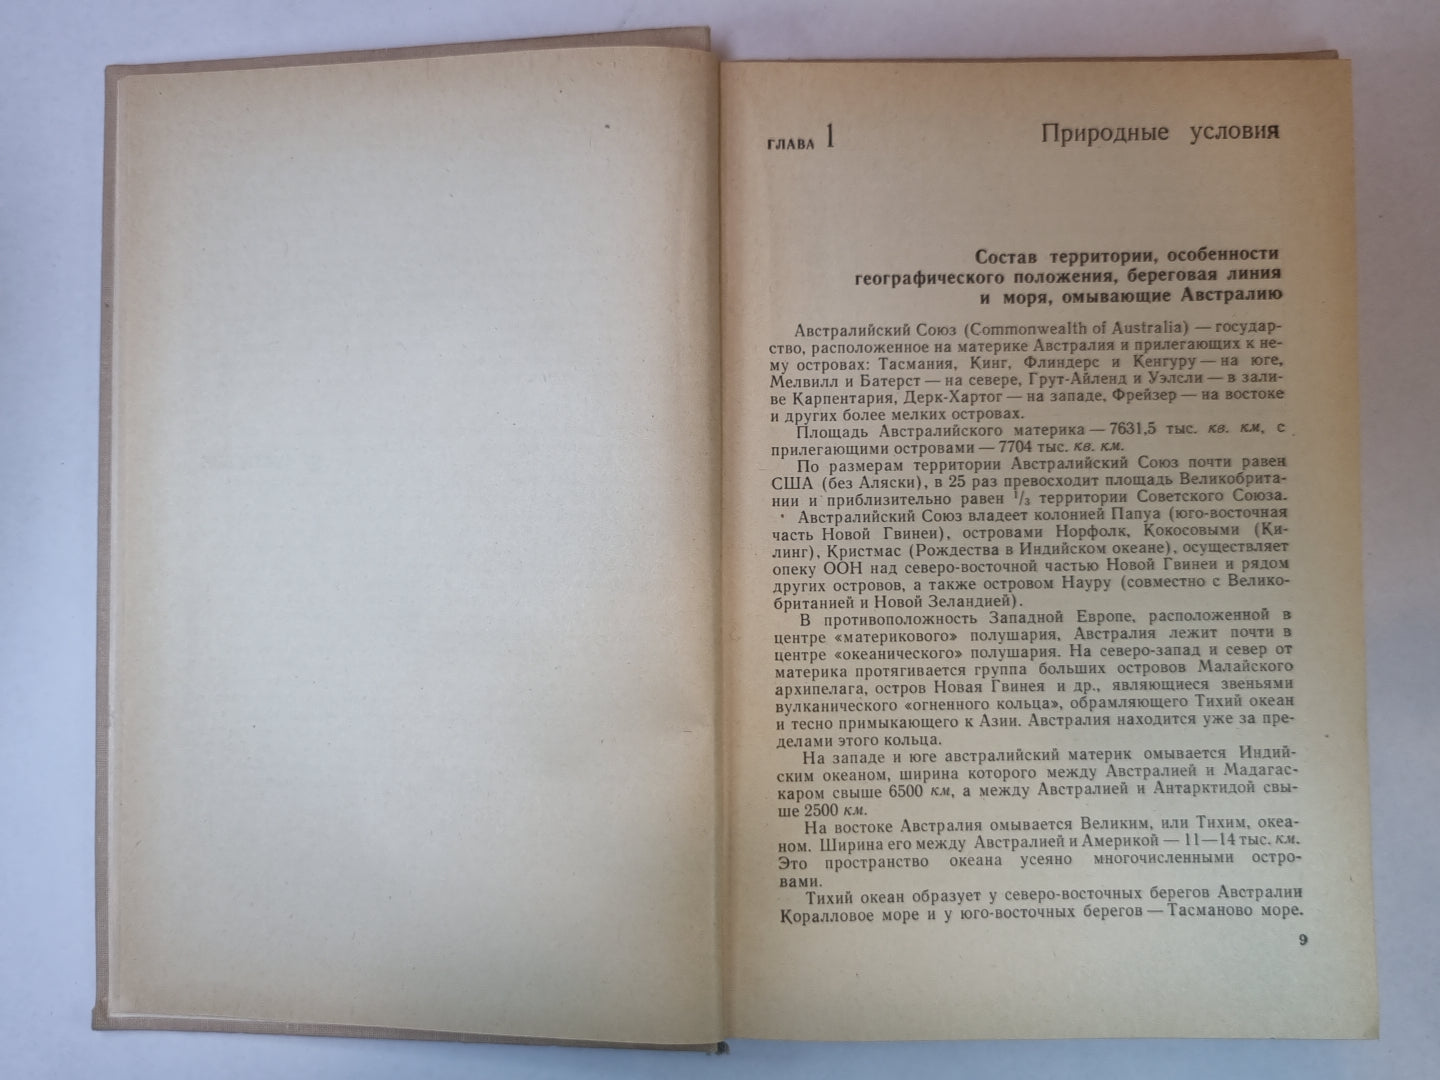 ГЛАВА 1
Природные условия
Состав территории, особенности
географического положения, береговая линия
и моря, омывающие Австралию
Австралийский Союз (Commonwealth of Australia) — государ-
ство, расположенное на материке Австралия и прилегающих к не-
му островах: Тасмания, Кинг, Флиндерс и Кенгуру — на юге,
Мелвилл и Батерст — на севере, Грут-Айленд и Уэлсли — в зали-
ве Карпентария, Дерк-Хартог — на западе, Фрейзер — на востоке
и других более мелких островах.
Площадь Австралийского материка — 7631,5 тыс. кв. км, с
прилегающими островами — 7704 тыс. кв. км.
По размерам территории Австралийский Союз почти равен
США (без Аляски), в 25 раз превосходит площадь Великобрита-
нии и приблизительно равен 1/3 территории Советского Союза.
Австралийский Союз владеет колонией Папуа (юго-восточная
часть Новой Гвинеи), островами Норфолк, Кокосовыми (Ки-
линг), Кристмас (Рождества в Индийском океане), осуществляет
опеку ООН над северо-восточной частью Новой Гвинеи и рядом
других островов, а также островом Науру (совместно с Велико-
британией и Новой Зеландией).
В противоположность Западной Европе, расположенной в
центре «материкового» полушария, Австралия лежит почти в
центре «океанического» полушария. На северо-запад и север от
материка протягивается группа больших островов Малайского
архипелага, остров Новая Гвинея и др., являющиеся звеньями
вулканического «огненного кольца», обрамляющего Тихий океан
и тесно примыкающего к Азии. Австралия находится уже за пре-
делами этого кольца.
На западе и юге австралийский материк омывается Индий-
ским океаном, ширина которого между Австралией и Мадагас-
каром свыше 6500 км, а между Австралией и Антарктидой свы-
ше 2500 км.
На востоке Австралия омывается Великим, или Тихим, океа-
ном. Ширина его между Австралией и Америкой — 11—14 тыс. км.
Это пространство океана усеяно многочисленными остро-
вами.
Тихий океан образует у северо-восточных берегов Австралии
Коралловое море и у юго-восточных берегов — Тасманово море.
9